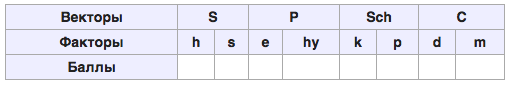 Векторы S P Sch C
Факторы h s e hy k p d m
Баллы